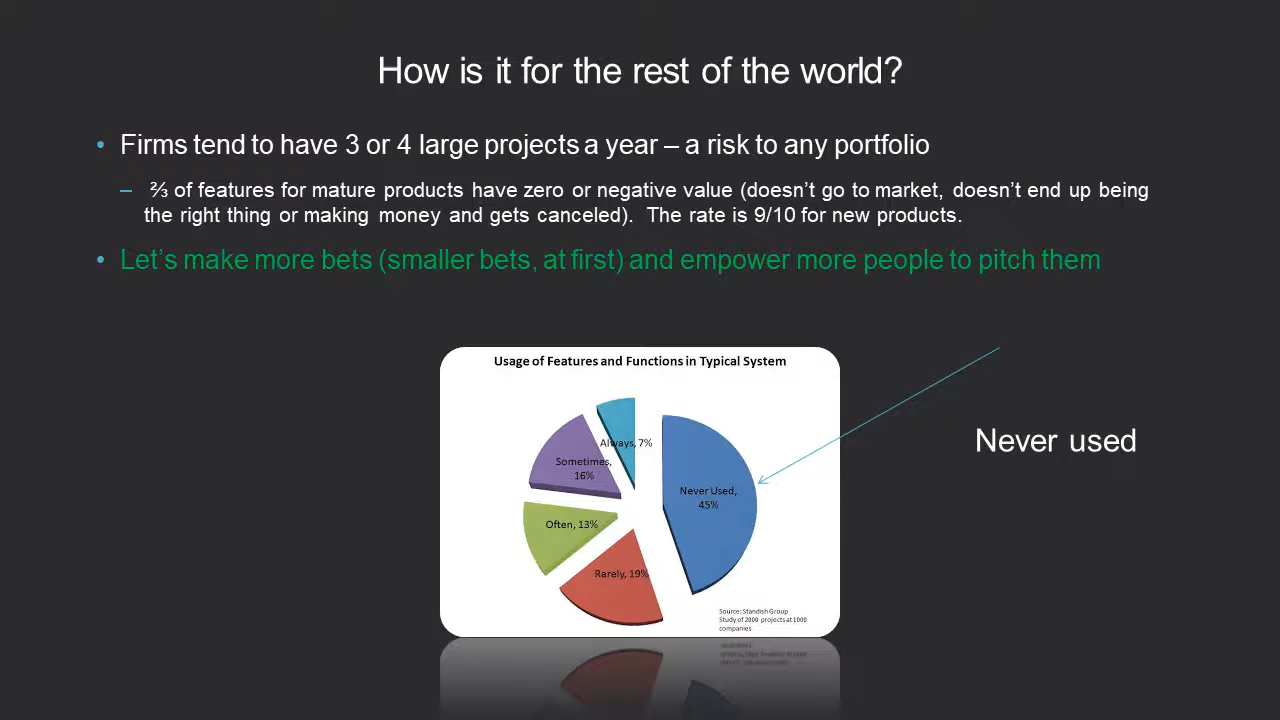 How is it for the rest of the world?
• Firms tend to have 3 or 4 large projects a year – a risk to any portfolio
– ⅔ of features for mature products have zero or negative value (doesn’t go to market, doesn’t end up being
the right thing or making money and gets canceled). The rate is 9/10 for new products.
• Let’s make more bets (smaller bets, at first) and empower more people to pitch them
Usage of Features and Functions in Typical System
Always, 7%
Sometimes,
16%
Never Used,
45%
Often, 13%
Rarely, 19%
Never used
Source: Standish Group
Study of 2000 projects at 1000
companies